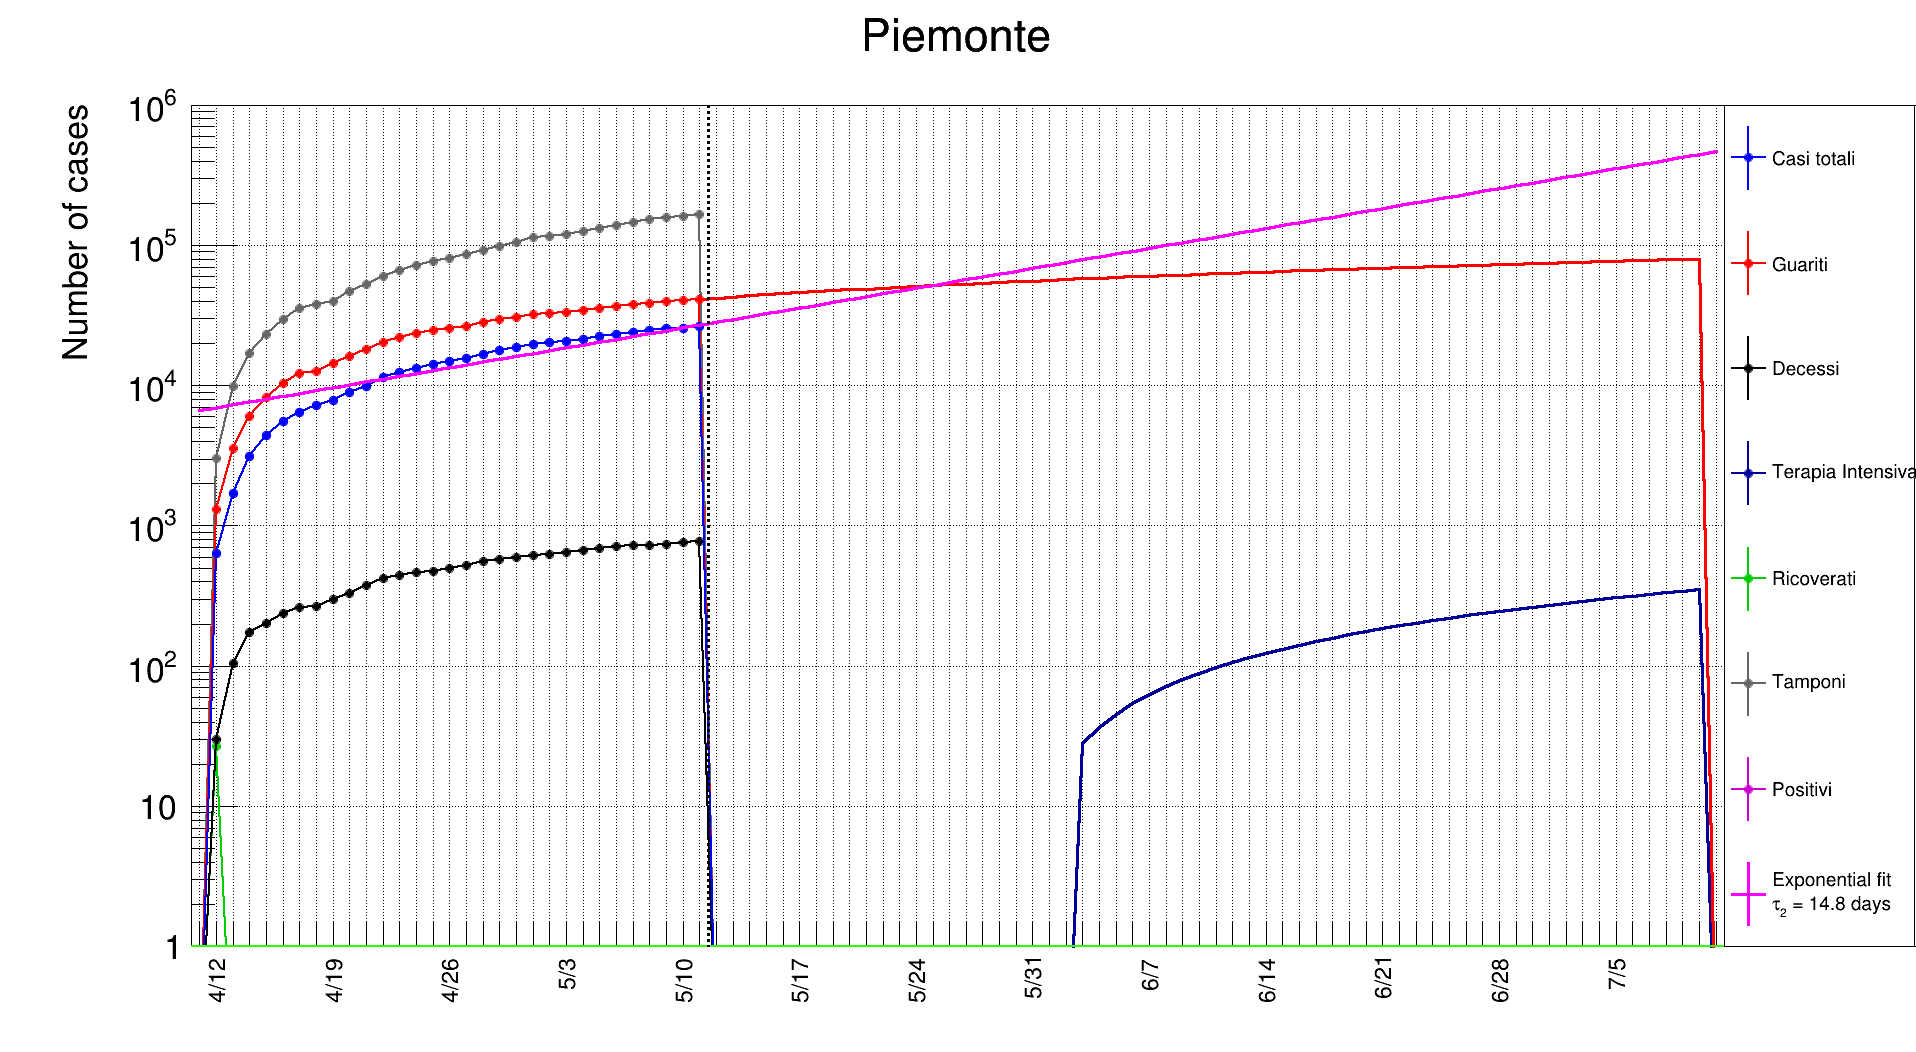 Piemonte
Number of cases
10^6
10^5
10^4
10^3
10^2
10
1
4/12 4/19 4/26 5/3 5/10 5/17 5/24 5/31 6/7 6/14 6/21 6/28 7/5
Casi totali
Guariti
Decessi
Terapia Intensiva
Ricoverati
Tamponi
Positivi
Exponential fit
τ₂ = 14.8 days